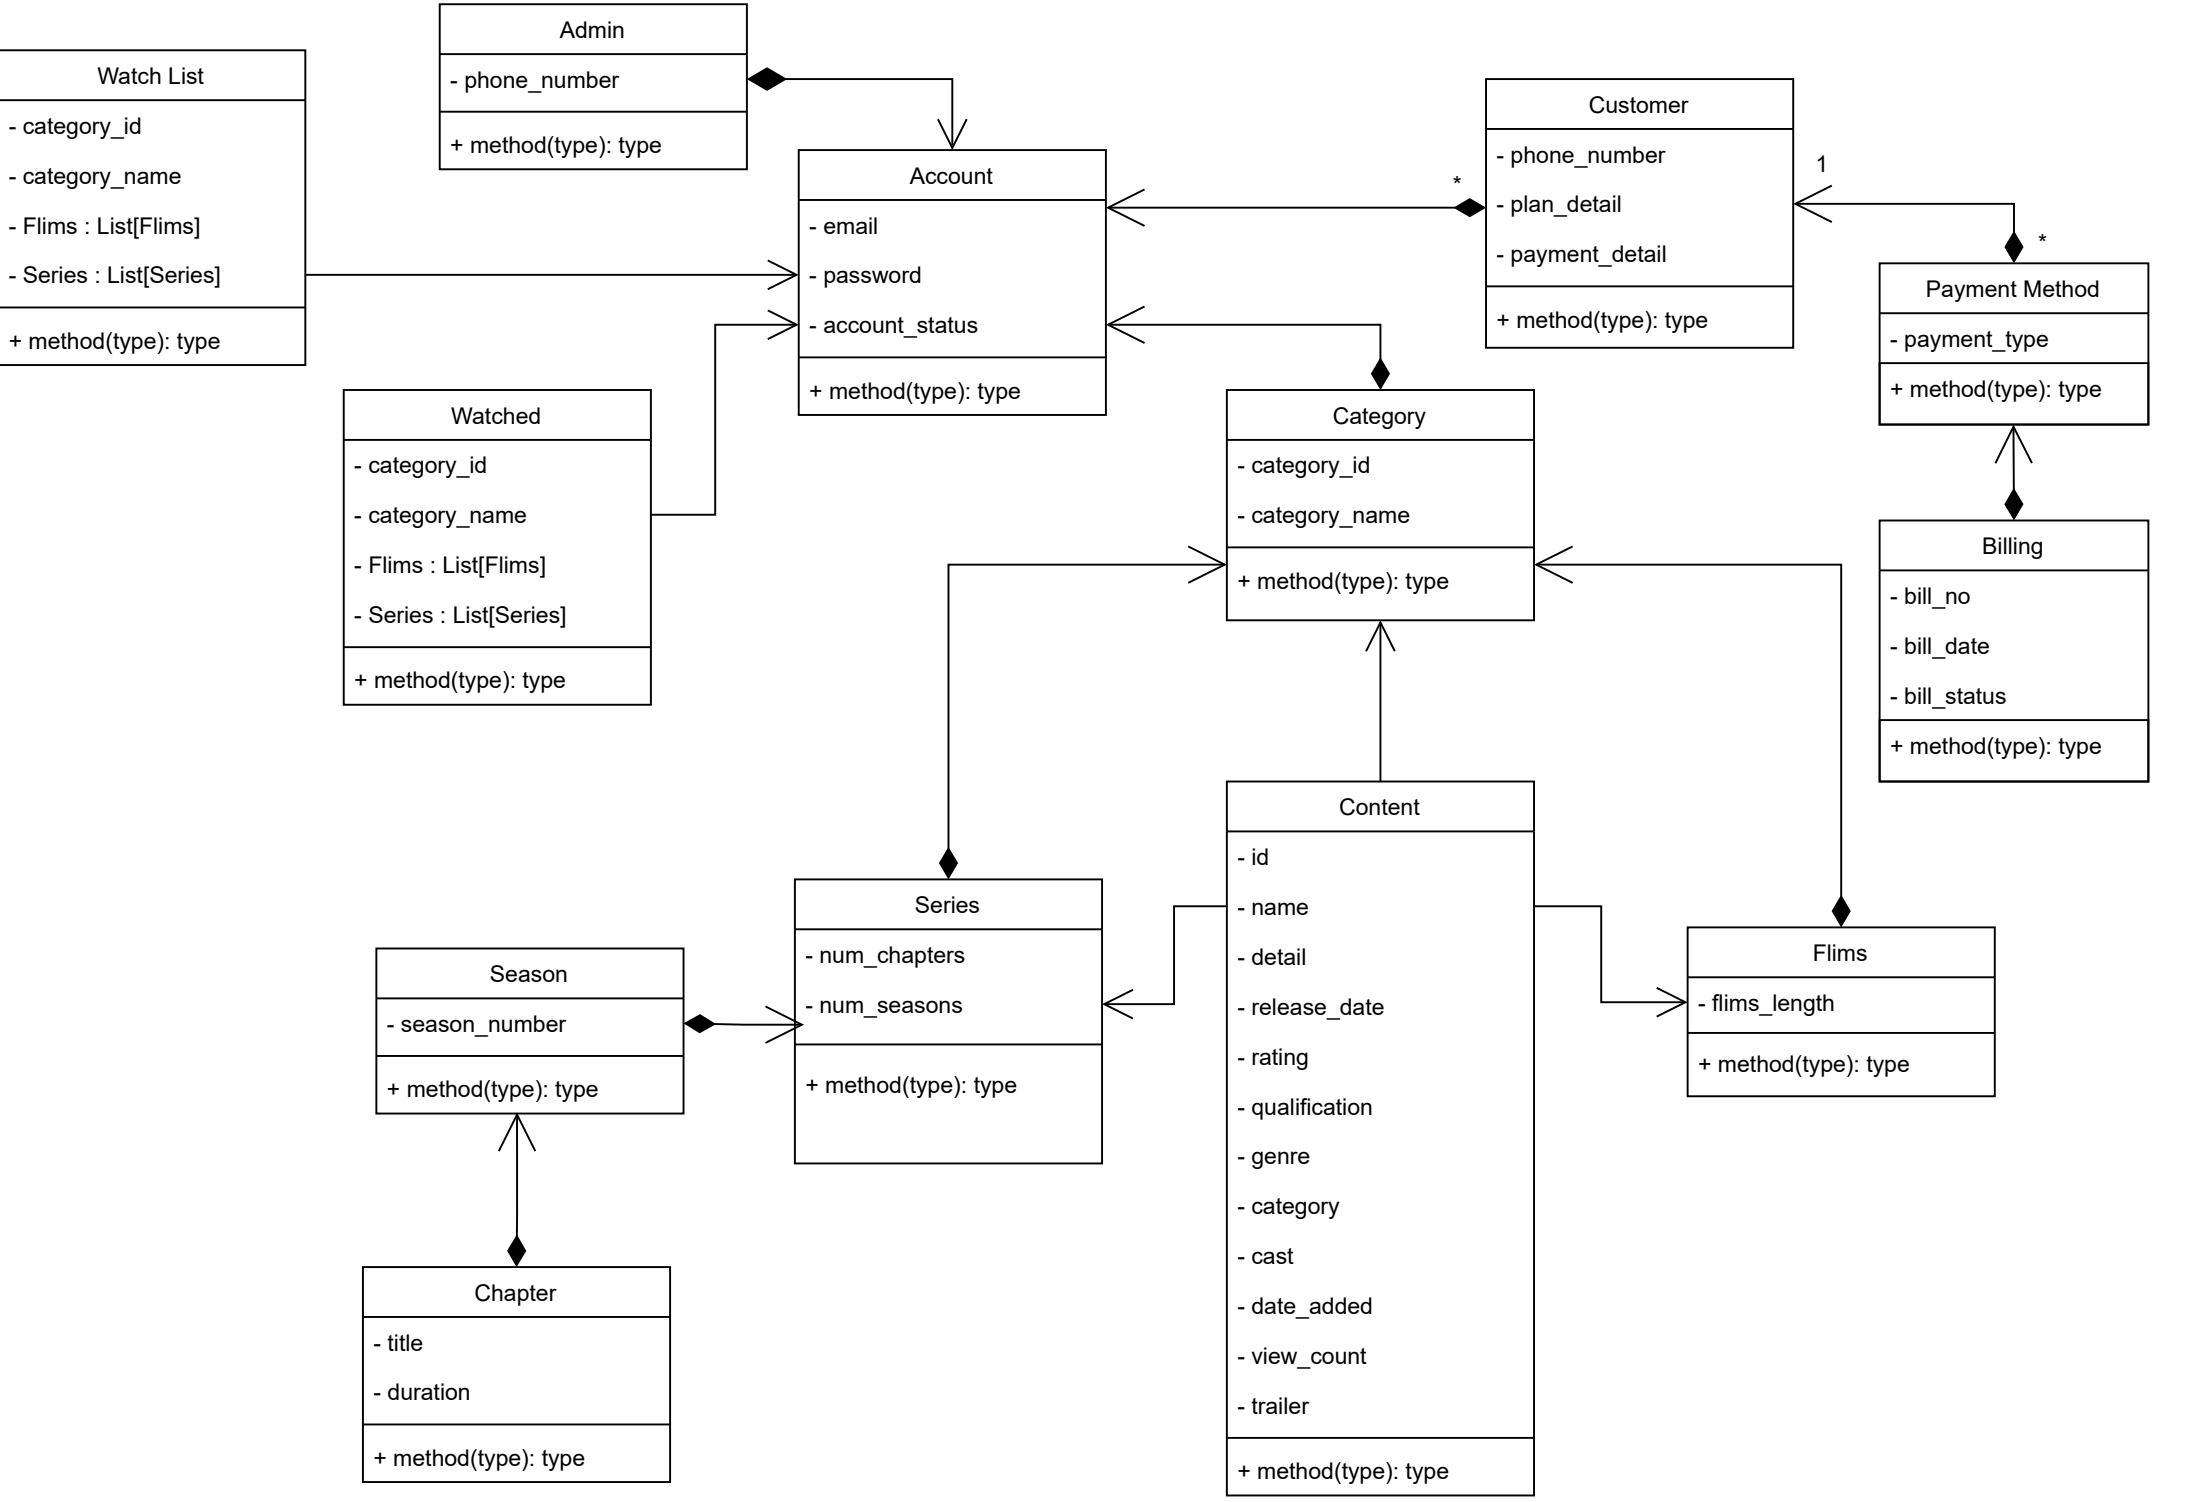 Admin
- phone_number
+ method(type): type
Watch List
- category_id
- category_name
- Flims : List[Flims]
- Series : List[Series]
+ method(type): type
Account
- email
- password
- account_status
+ method(type): type
*
Customer
- phone_number
- plan_detail
- payment_detail
+ method(type): type
1
*
Payment Method
- payment_type
+ method(type): type
Watched
- category_id
- category_name
- Flims : List[Flims]
- Series : List[Series]
+ method(type): type
Category
- category_id
- category_name
+ method(type): type
Billing
- bill_no
- bill_date
- bill_status
+ method(type): type
Content
- id
- name
- detail
- release_date
- rating
- qualification
- genre
- category
- cast
- date_added
- view_count
- trailer
+ method(type): type
Series
- num_chapters
- num_seasons
+ method(type): type
Flims
- flims_length
+ method(type): type
Season
- season_number
+ method(type): type
Chapter
- title
- duration
+ method(type): type